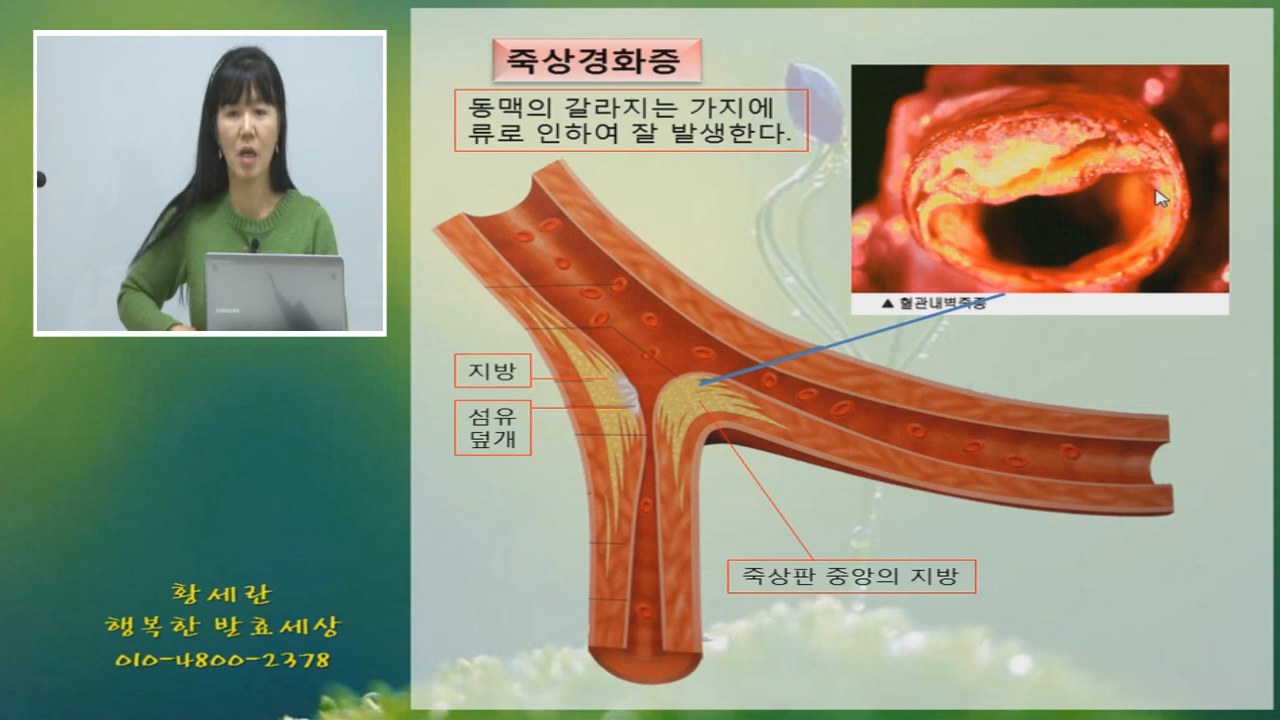 죽상경화증
동맥의 갈라지는 가지에
류로 인하여 잘 발생한다.
▲ 혈관내벽죽종
지방
섬유
덮개
죽상판 중앙의 지방
SAMSUNG
황세란
행복한 발효세상
010-4800-2378